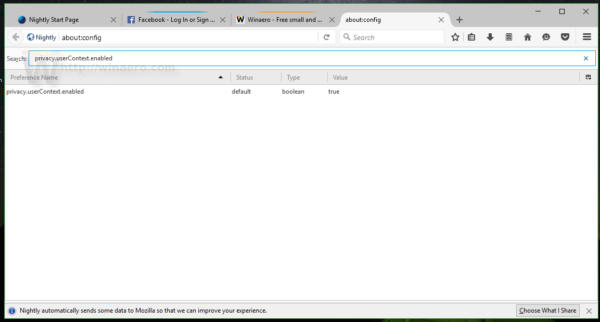 Nightly Start Page
Facebook - Log In or Sign ...
Winaero - Free small and ...
about:config
Nightly about:config
Search
Search: privacy.userContext.enabled
http://winaero.com
Preference Name Status Type Value
privacy.userContext.enabled default boolean true
Nightly automatically sends some data to Mozilla so that we can improve your experience.
Choose What I Share